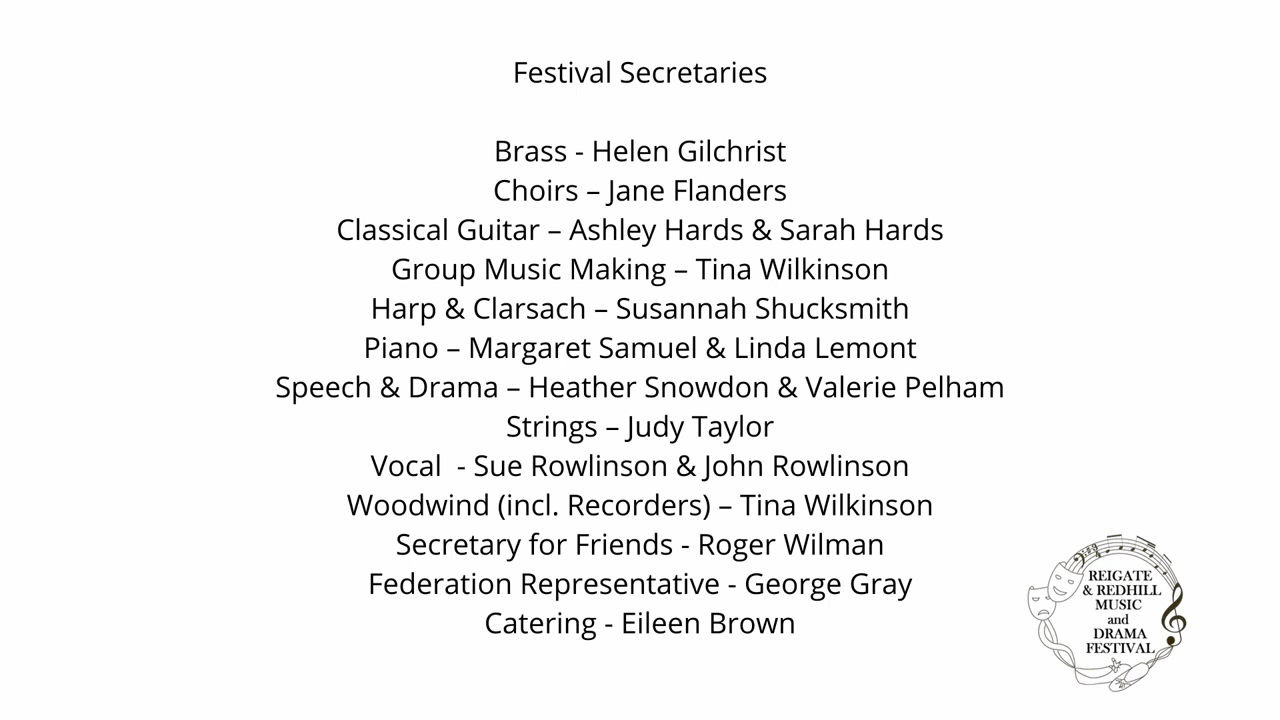 Festival Secretaries
Brass - Helen Gilchrist
Choirs – Jane Flanders
Classical Guitar – Ashley Hards & Sarah Hards
Group Music Making – Tina Wilkinson
Harp & Clarsach – Susannah Shucksmith
Piano – Margaret Samuel & Linda Lemont
Speech & Drama – Heather Snowdon & Valerie Pelham
Strings – Judy Taylor
Vocal  - Sue Rowlinson & John Rowlinson
Woodwind (incl. Recorders) – Tina Wilkinson
Secretary for Friends - Roger Wilman
Federation Representative - George Gray
Catering - Eileen Brown
REIGATE
& REDHILL
MUSIC
and
DRAMA
FESTIVAL